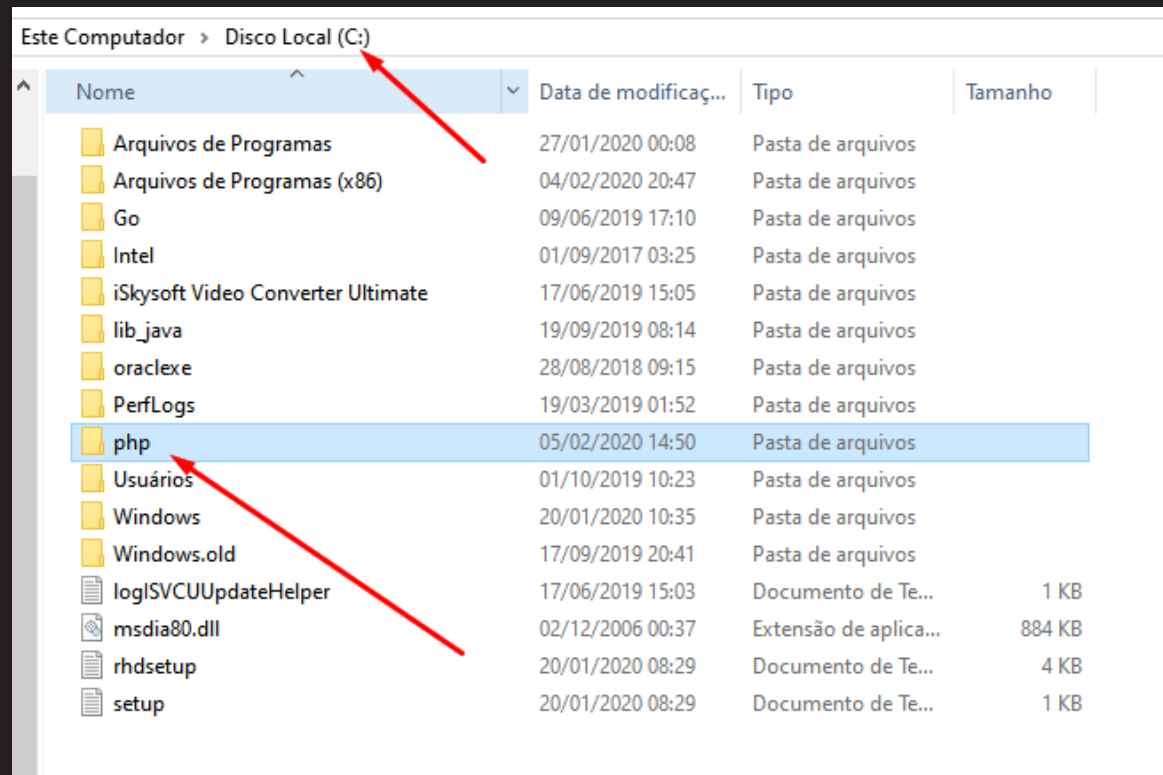 Este Computador > Disco Local (C:)
Nome Data de modificaç... Tipo Tamanho
Arquivos de Programas 27/01/2020 00:08 Pasta de arquivos
Arquivos de Programas (x86) 04/02/2020 20:47 Pasta de arquivos
Go 09/06/2019 17:10 Pasta de arquivos
Intel 01/09/2017 03:25 Pasta de arquivos
iSkysoft Video Converter Ultimate 17/06/2019 15:05 Pasta de arquivos
lib_java 19/09/2019 08:14 Pasta de arquivos
oraclexe 28/08/2018 09:15 Pasta de arquivos
PerfLogs 19/03/2019 01:52 Pasta de arquivos
php 05/02/2020 14:50 Pasta de arquivos
Usuários 01/10/2019 10:23 Pasta de arquivos
Windows 20/01/2020 10:35 Pasta de arquivos
Windows.old 17/09/2019 20:41 Pasta de arquivos
logISVCUUpdateHelper 17/06/2019 15:03 Documento de Te... 1 KB
msdia80.dll 02/12/2006 00:37 Extensão de aplica... 884 KB
rhdsetup 20/01/2020 08:29 Documento de Te... 4 KB
setup 20/01/2020 08:29 Documento de Te... 1 KB